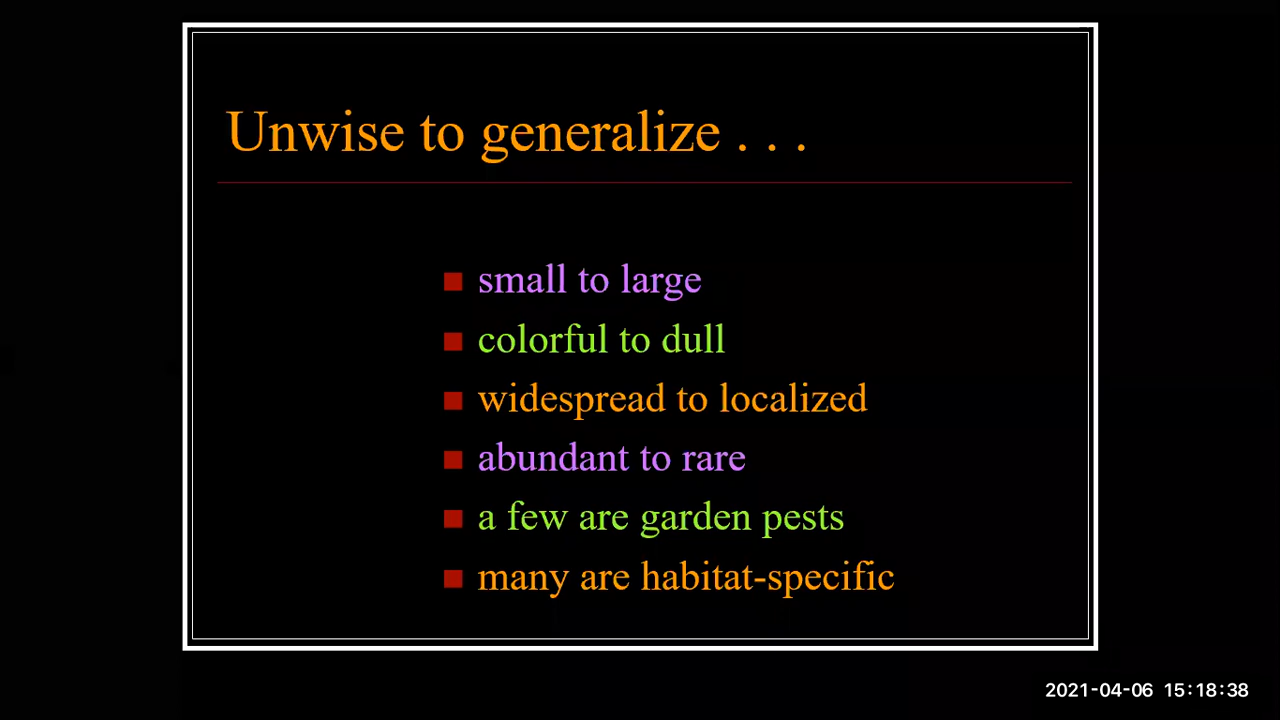 Unwise to generalize . . .
small to large
colorful to dull
widespread to localized
abundant to rare
a few are garden pests
many are habitat-specific
2021-04-06 15:18:38